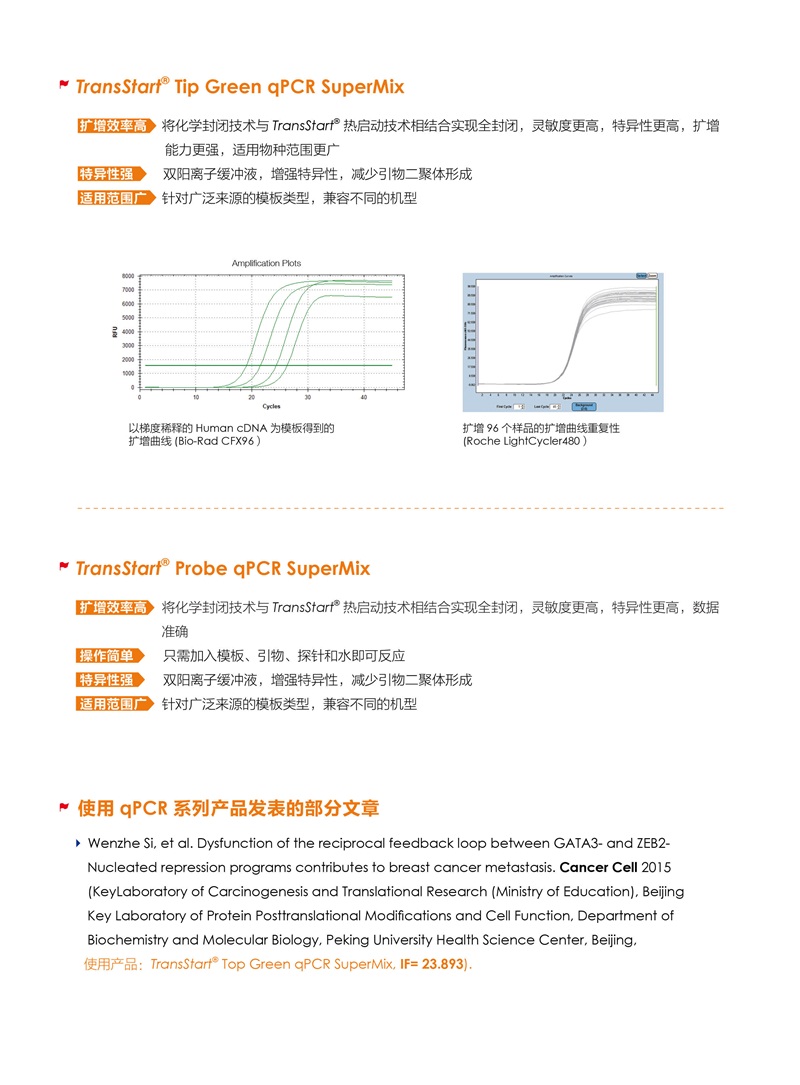 TransStart® Tip Green qPCR SuperMix
扩增效率高 将化学封闭技术与 TransStart® 热启动技术相结合实现全封闭，灵敏度更高，特异性更高，扩增
能力更强，适用物种范围更广
特异性强 双阳离子缓冲液，增强特异性，减少引物二聚体形成
适用范围广 针对广泛来源的模板类型，兼容不同的机型
Amplification Plots
8000
7000
6000
5000
4000
3000
2000
1000
0
RFU
0 10 20 30 40
Cycles
Amplification Curves
Cycles
First Cycle 1 Last Cycle
Background
以梯度稀释的 Human cDNA 为模板得到的
扩增曲线 (Bio-Rad CFX96 )
扩增 96 个样品的扩增曲线重复性
(Roche LightCycler480 )
TransStart® Probe qPCR SuperMix
扩增效率高 将化学封闭技术与 TransStart® 热启动技术相结合实现全封闭，灵敏度更高，特异性更高，数据
准确
操作简单 只需加入模板、引物、探针和水即可反应
特异性强 双阳离子缓冲液，增强特异性，减少引物二聚体形成
适用范围广 针对广泛来源的模板类型，兼容不同的机型
使用 qPCR 系列产品发表的部分文章
Wenzhe Si, et al. Dysfunction of the reciprocal feedback loop between GATA3- and ZEB2-
Nucleated repression programs contributes to breast cancer metastasis. Cancer Cell 2015
(KeyLaboratory of Carcinogenesis and Translational Research (Ministry of Education), Beijing
Key Laboratory of Protein Posttranslational Modifications and Cell Function, Department of
Biochemistry and Molecular Biology, Peking University Health Science Center, Beijing,
使用产品：TransStart® Top Green qPCR SuperMix, IF= 23.893).